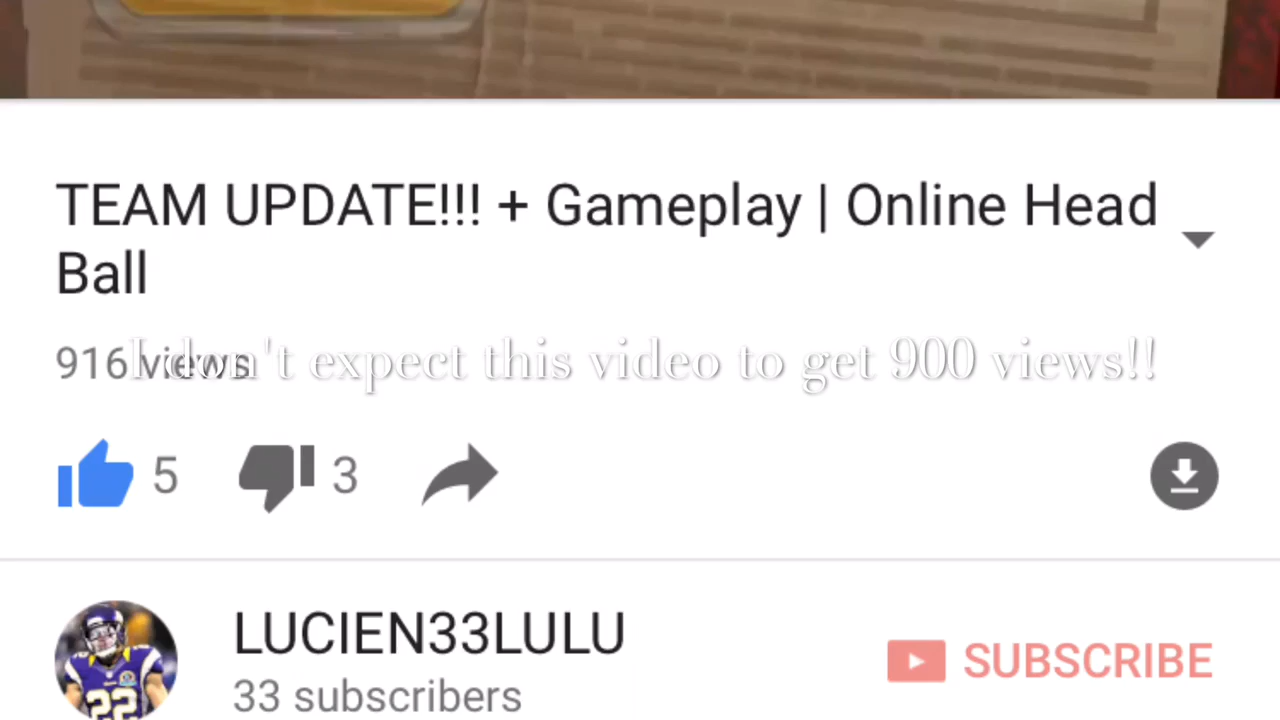 TEAM UPDATE!!! + Gameplay | Online Head
Ball
916 views
I don't expect this video to get 900 views!!
5
3
LUCIEN33LULU
33 subscribers
SUBSCRIBE
22